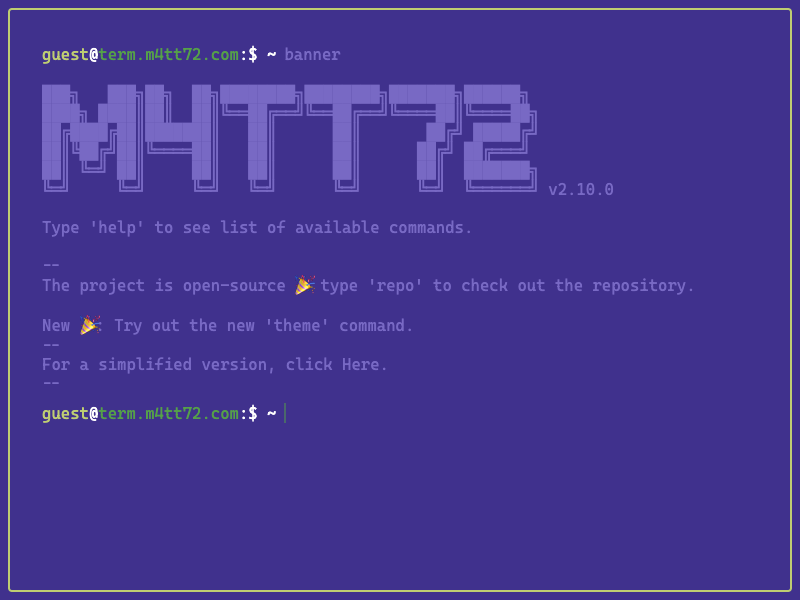 guest@term.m4tt72.com:$ ~ banner
M4TT72
v2.10.0
Type 'help' to see list of available commands.
--
The project is open-source 🎉 type 'repo' to check out the repository.
New 🎉 Try out the new 'theme' command.
--
For a simplified version, click Here.
--
guest@term.m4tt72.com:$ ~